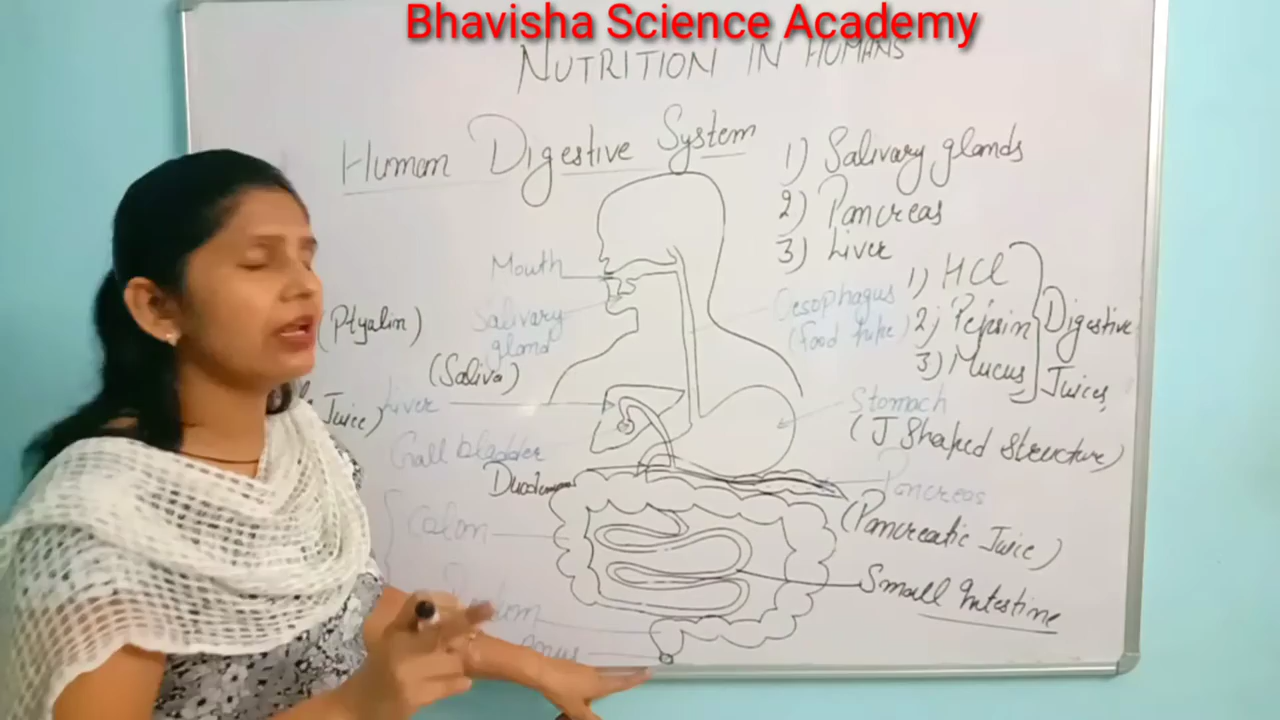 Bhavisha Science Academy
NUTRITION IN HUMANS
Human Digestive System
1) Salivary glands
2) Pancreas
3) Liver
Mouth
Salivary
gland
(Ptyalin)
(Saliva)
Liver
Juice)
Gall bladder
Duodenum
Colon
Anus
Oesophagus
(food tube)
1) HCl
2) Pepsin
3) Mucus
Digestive
Juices
Stomach
(J Shaped Structure)
Pancreas
(Pancreatic Juice)
Small Intestine